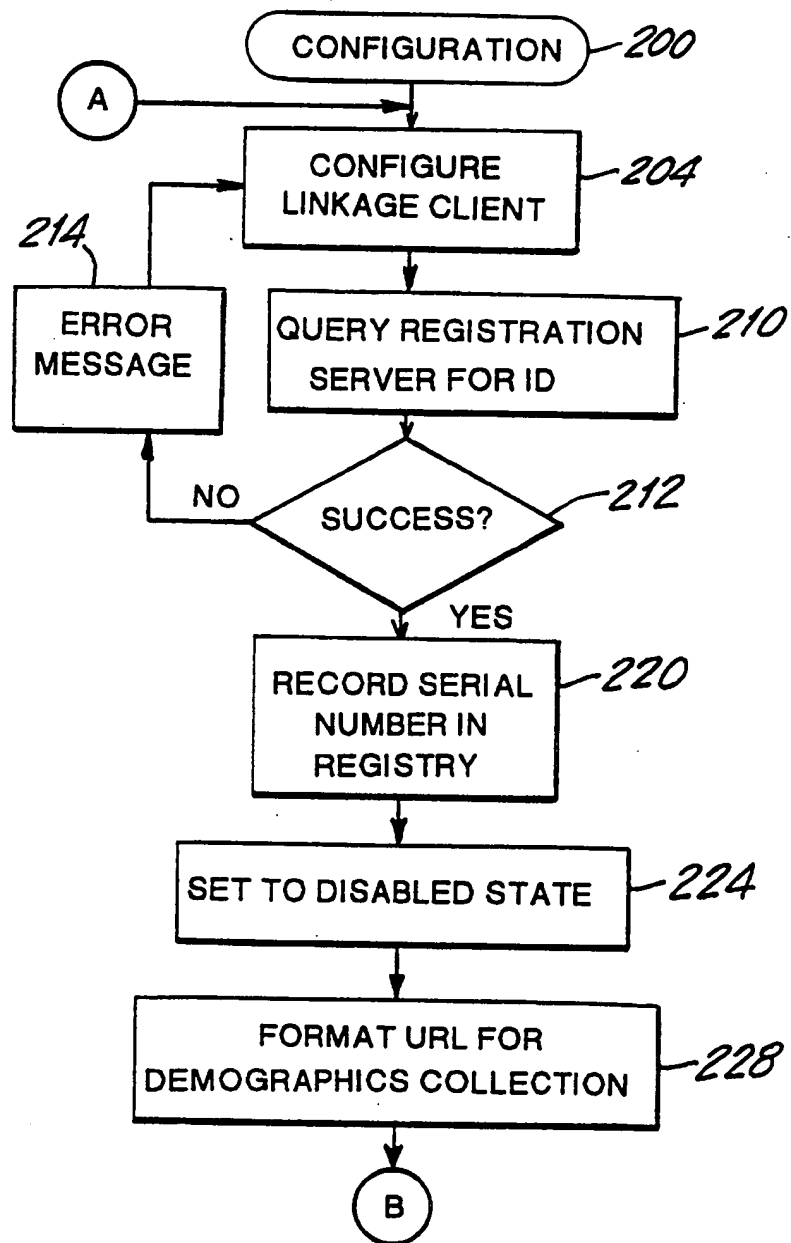 CONFIGURATION 200
A
CONFIGURE 204
LINKAGE CLIENT
214
ERROR
MESSAGE
QUERY REGISTRATION 210
SERVER FOR ID
NO
SUCCESS? 212
YES
RECORD SERIAL 220
NUMBER IN
REGISTRY
SET TO DISABLED STATE 224
FORMAT URL FOR
DEMOGRAPHICS COLLECTION 228
B